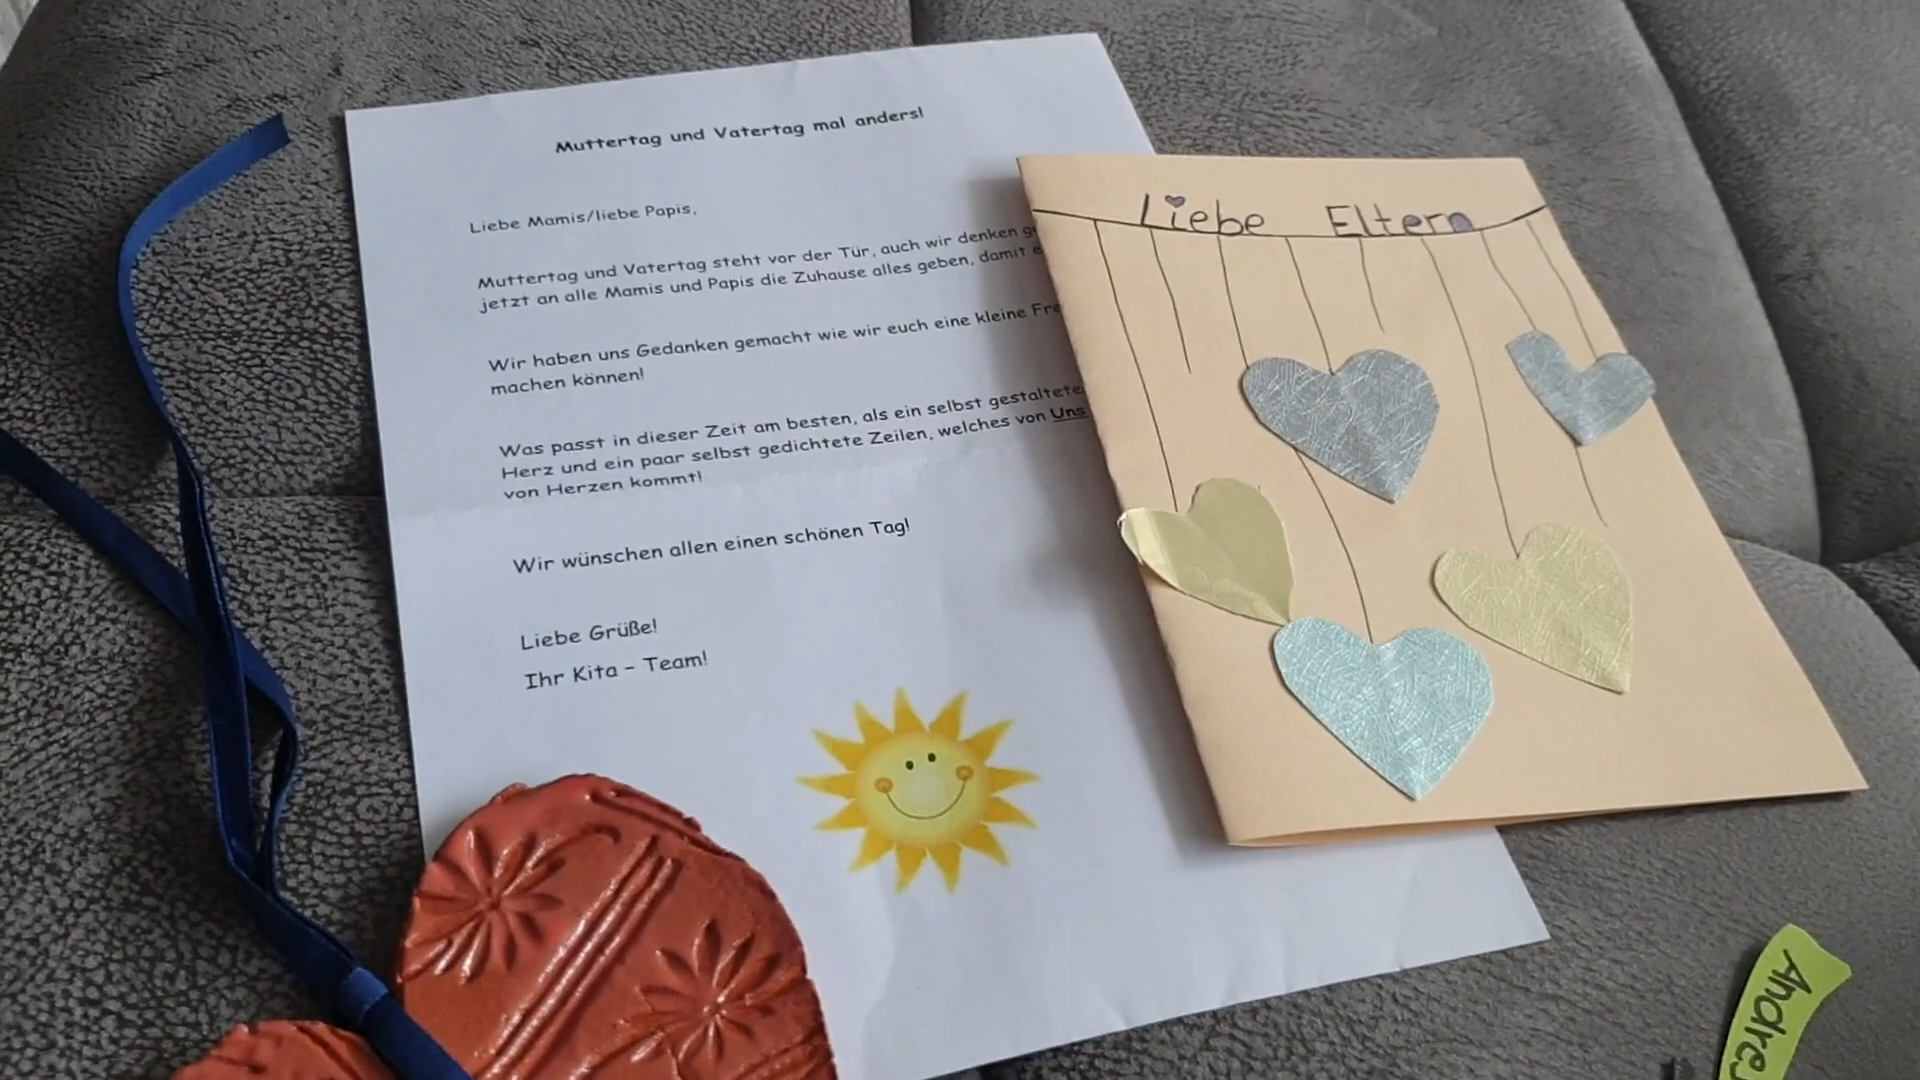 Muttertag und Vatertag mal anders!
Liebe Mamis/liebe Papis,
Muttertag und Vatertag steht vor der Tür, auch wir denken
jetzt an alle Mamis und Papis die Zuhause alles geben, damit
Wir haben uns Gedanken gemacht wie wir euch eine kleine
machen können!
Was passt in dieser Zeit am besten, als ein selbst gestaltetes
Herz und ein paar selbst gedichtete Zeilen, welches von Uns
von Herzen kommt!
Wir wünschen allen einen schönen Tag!
Liebe Grüße!
Ihr Kita - Team!
Liebe Eltern